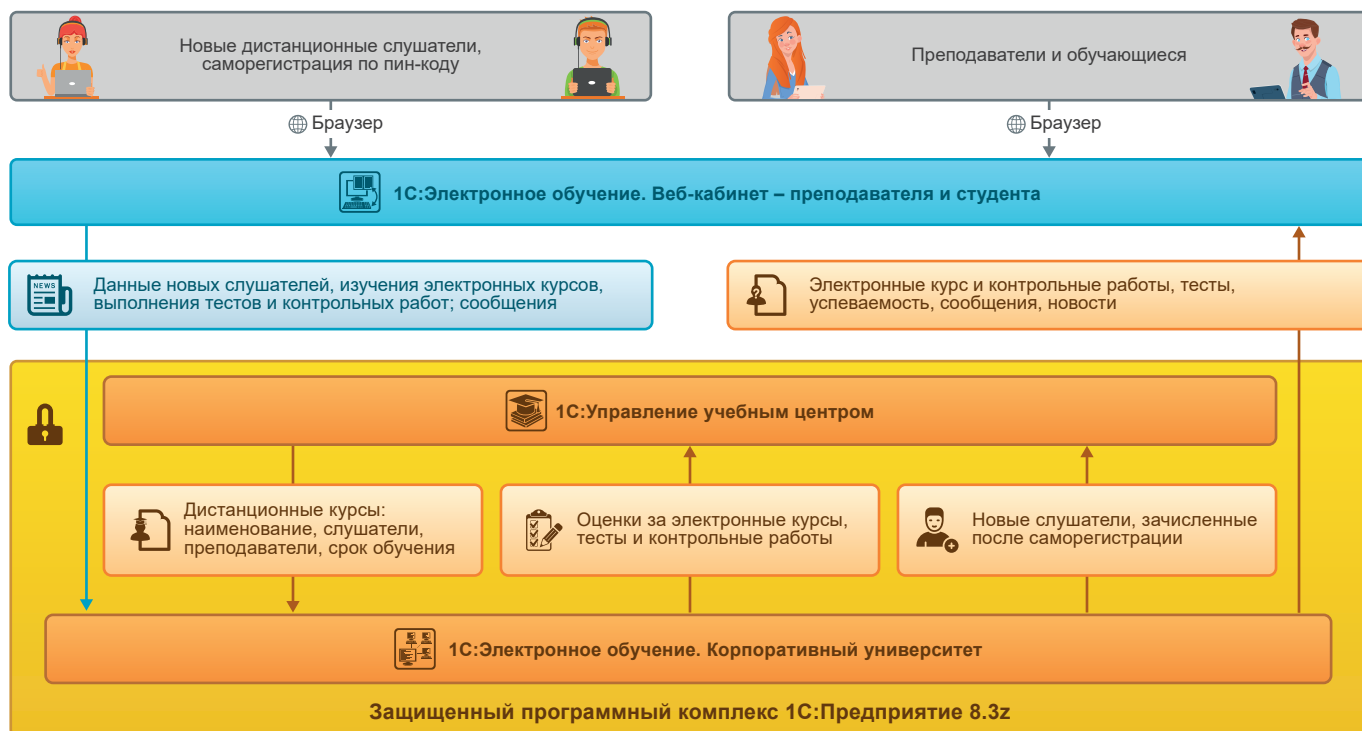 Новые дистанционные слушатели,
саморегистрация по пин-коду
Преподаватели и обучающиеся
Браузер
Браузер
1С:Электронное обучение. Веб-кабинет – преподавателя и студента
NEWS
Данные новых слушателей, изучения электронных курсов,
выполнения тестов и контрольных работ; сообщения
Электронные курс и контрольные работы, тесты,
успеваемость, сообщения, новости
1С:Управление учебным центром
Дистанционные курсы:
наименование, слушатели,
преподаватели, срок обучения
Оценки за электронные курсы,
тесты и контрольные работы
Новые слушатели, зачисленные
после саморегистрации
1С:Электронное обучение. Корпоративный университет
Защищенный программный комплекс 1С:Предприятие 8.3z